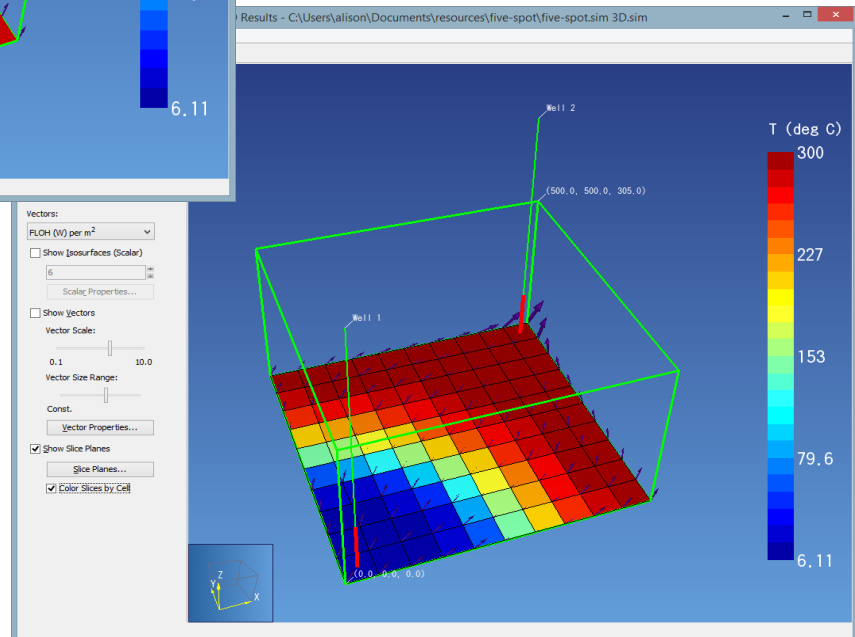 6.11
Results - C:\Users\alison\Documents\resources\five-spot\five-spot.sim 3D.sim
Vectors:
FLOH (W) per m2
Show Isosurfaces (Scalar)
6
Scalar Properties...
Show Vectors
Vector Scale:
0.1 10.0
Vector Size Range:
Const.
Vector Properties...
Show Slice Planes
Slice Planes...
Color Slices by Cell
Well 2
(500.0, 500.0, 305.0)
Well 1
(0.0, 0.0, 0.0)
Z
Y
X
T (deg C)
300
227
153
79.6
6.11